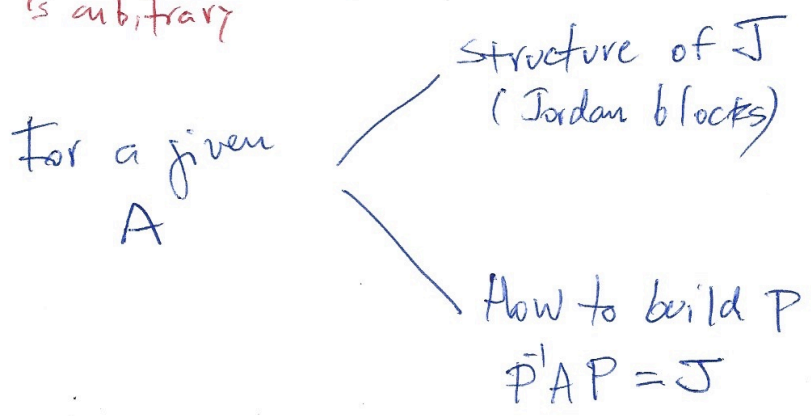 is arbitrary
structure of J
(Jordan blocks)
For a given
A
How to build P
P⁻¹AP = J